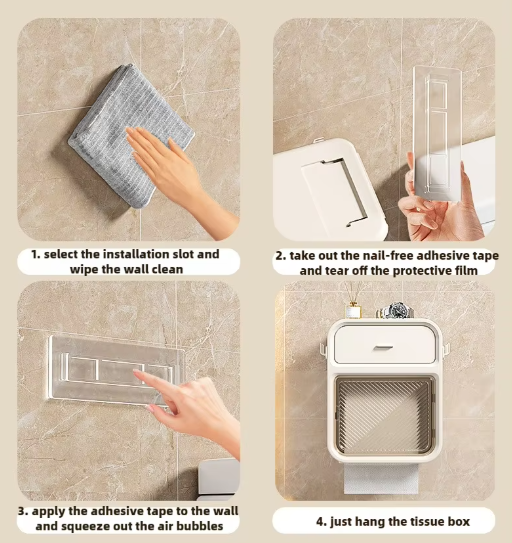 1. select the installation slot and
wipe the wall clean
2. take out the nail-free adhesive tape
and tear off the protective film
3. apply the adhesive tape to the wall
and squeeze out the air bubbles
4. just hang the tissue box